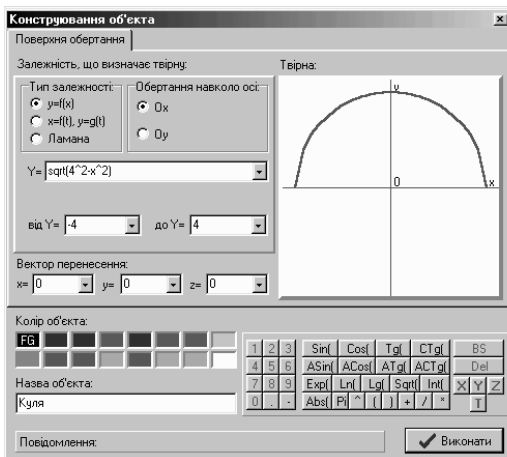 Конструювання об'єкта
Поверхня обертання
Залежність, що визначає твірну:
Твірна:
Тип залежності:
Обертання навколо осі:
y=f(x)
x=f(t), y=g(t)
Ламана
Ox
Oy
Y= sqrt(4^2-x^2)
від Y= -4 до Y= 4
y
0
x
Вектор перенесення:
x= 0 y= 0 z= 0
Колір об'єкта:
FG
Назва об'єкта:
Куля
1 2 3 Sin( Cos( Tg( CTg( BS
4 5 6 ASin( ACos( ATg( ACTg( Del
7 8 9 Exp( Ln( Lg( Sqrt( Int( X Y Z
0 . - Abs( Pi ^ ( ) + / * T
Повідомлення:
Виконати